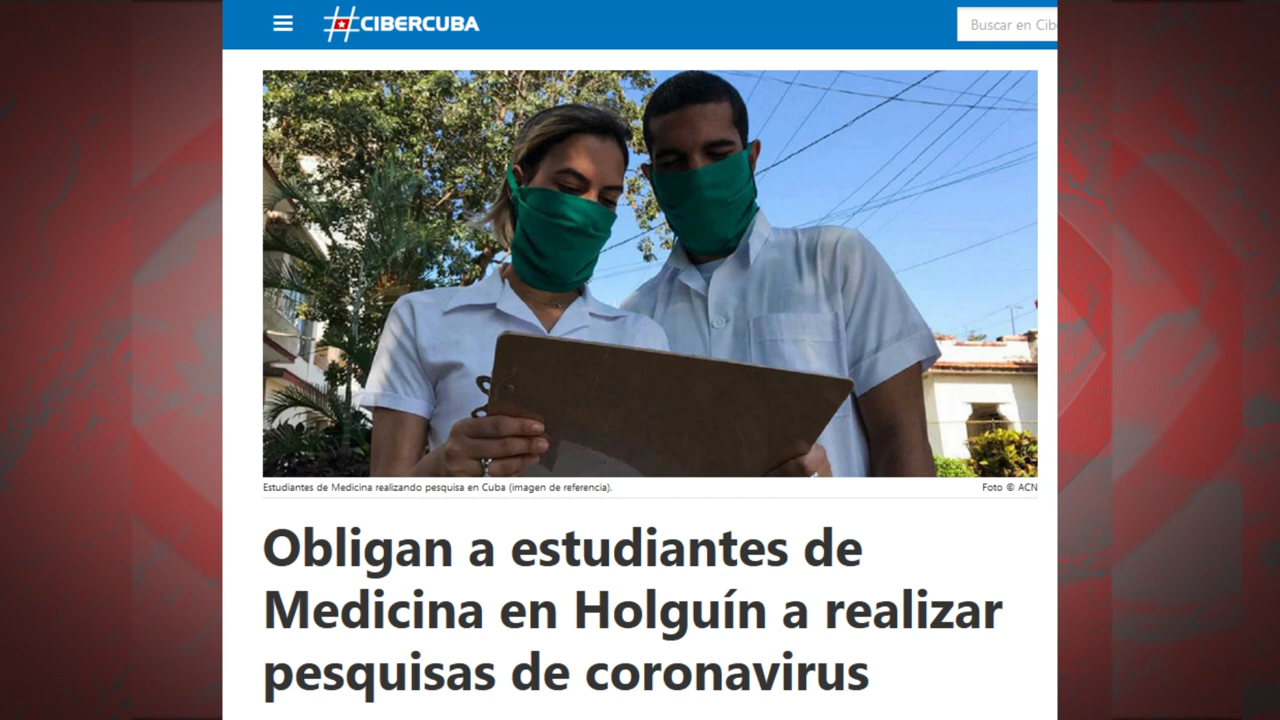 #CIBERCUBA
Buscar en Cib
Estudiantes de Medicina realizando pesquisa en Cuba (imagen de referencia).
Foto © ACN
Obligan a estudiantes de
Medicina en Holguín a realizar
pesquisas de coronavirus